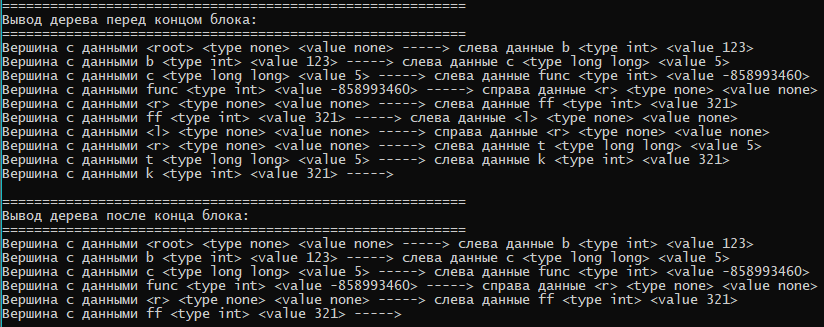 ==========================================================
Вывод дерева перед концом блока:
==========================================================
Вершина с данными <root> <type none> <value none> -----> слева данные b <type int> <value 123>
Вершина с данными b <type int> <value 123> -----> слева данные c <type long long> <value 5>
Вершина с данными c <type long long> <value 5> -----> слева данные func <type int> <value -858993460>
Вершина с данными func <type int> <value -858993460> -----> справа данные <r> <type none> <value none>
Вершина с данными <r> <type none> <value none> -----> слева данные ff <type int> <value 321>
Вершина с данными ff <type int> <value 321> -----> слева данные <l> <type none> <value none>
Вершина с данными <l> <type none> <value none> -----> справа данные <r> <type none> <value none>
Вершина с данными <r> <type none> <value none> -----> слева данные t <type long long> <value 5>
Вершина с данными t <type long long> <value 5> -----> слева данные k <type int> <value 321>
Вершина с данными k <type int> <value 321> ----->
==========================================================
Вывод дерева после конца блока:
==========================================================
Вершина с данными <root> <type none> <value none> -----> слева данные b <type int> <value 123>
Вершина с данными b <type int> <value 123> -----> слева данные c <type long long> <value 5>
Вершина с данными c <type long long> <value 5> -----> слева данные func <type int> <value -858993460>
Вершина с данными func <type int> <value -858993460> -----> справа данные <r> <type none> <value none>
Вершина с данными <r> <type none> <value none> -----> слева данные ff <type int> <value 321>
Вершина с данными ff <type int> <value 321> ----->